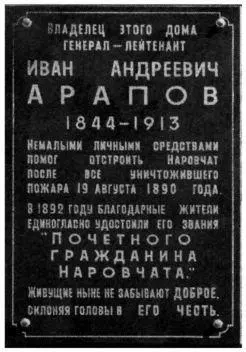 Владелец этого дома
генерал – лейтенант
ИВАН АНДРЕЕВИЧ
АРАПОВ
1844–1913
Немалыми личными средствами
помог отстроить Наровчат
после все уничтожившего
пожара 19 августа 1890 года.
В 1892 году благодарные жители
единогласно удостоили его звания
"ПОЧЕТНОГО
ГРАЖДАНИНА
НАРОВЧАТА."
Живущие ныне не забывают ДОБРОЕ,
склоняя головы в ЕГО ЧЕСТЬ.